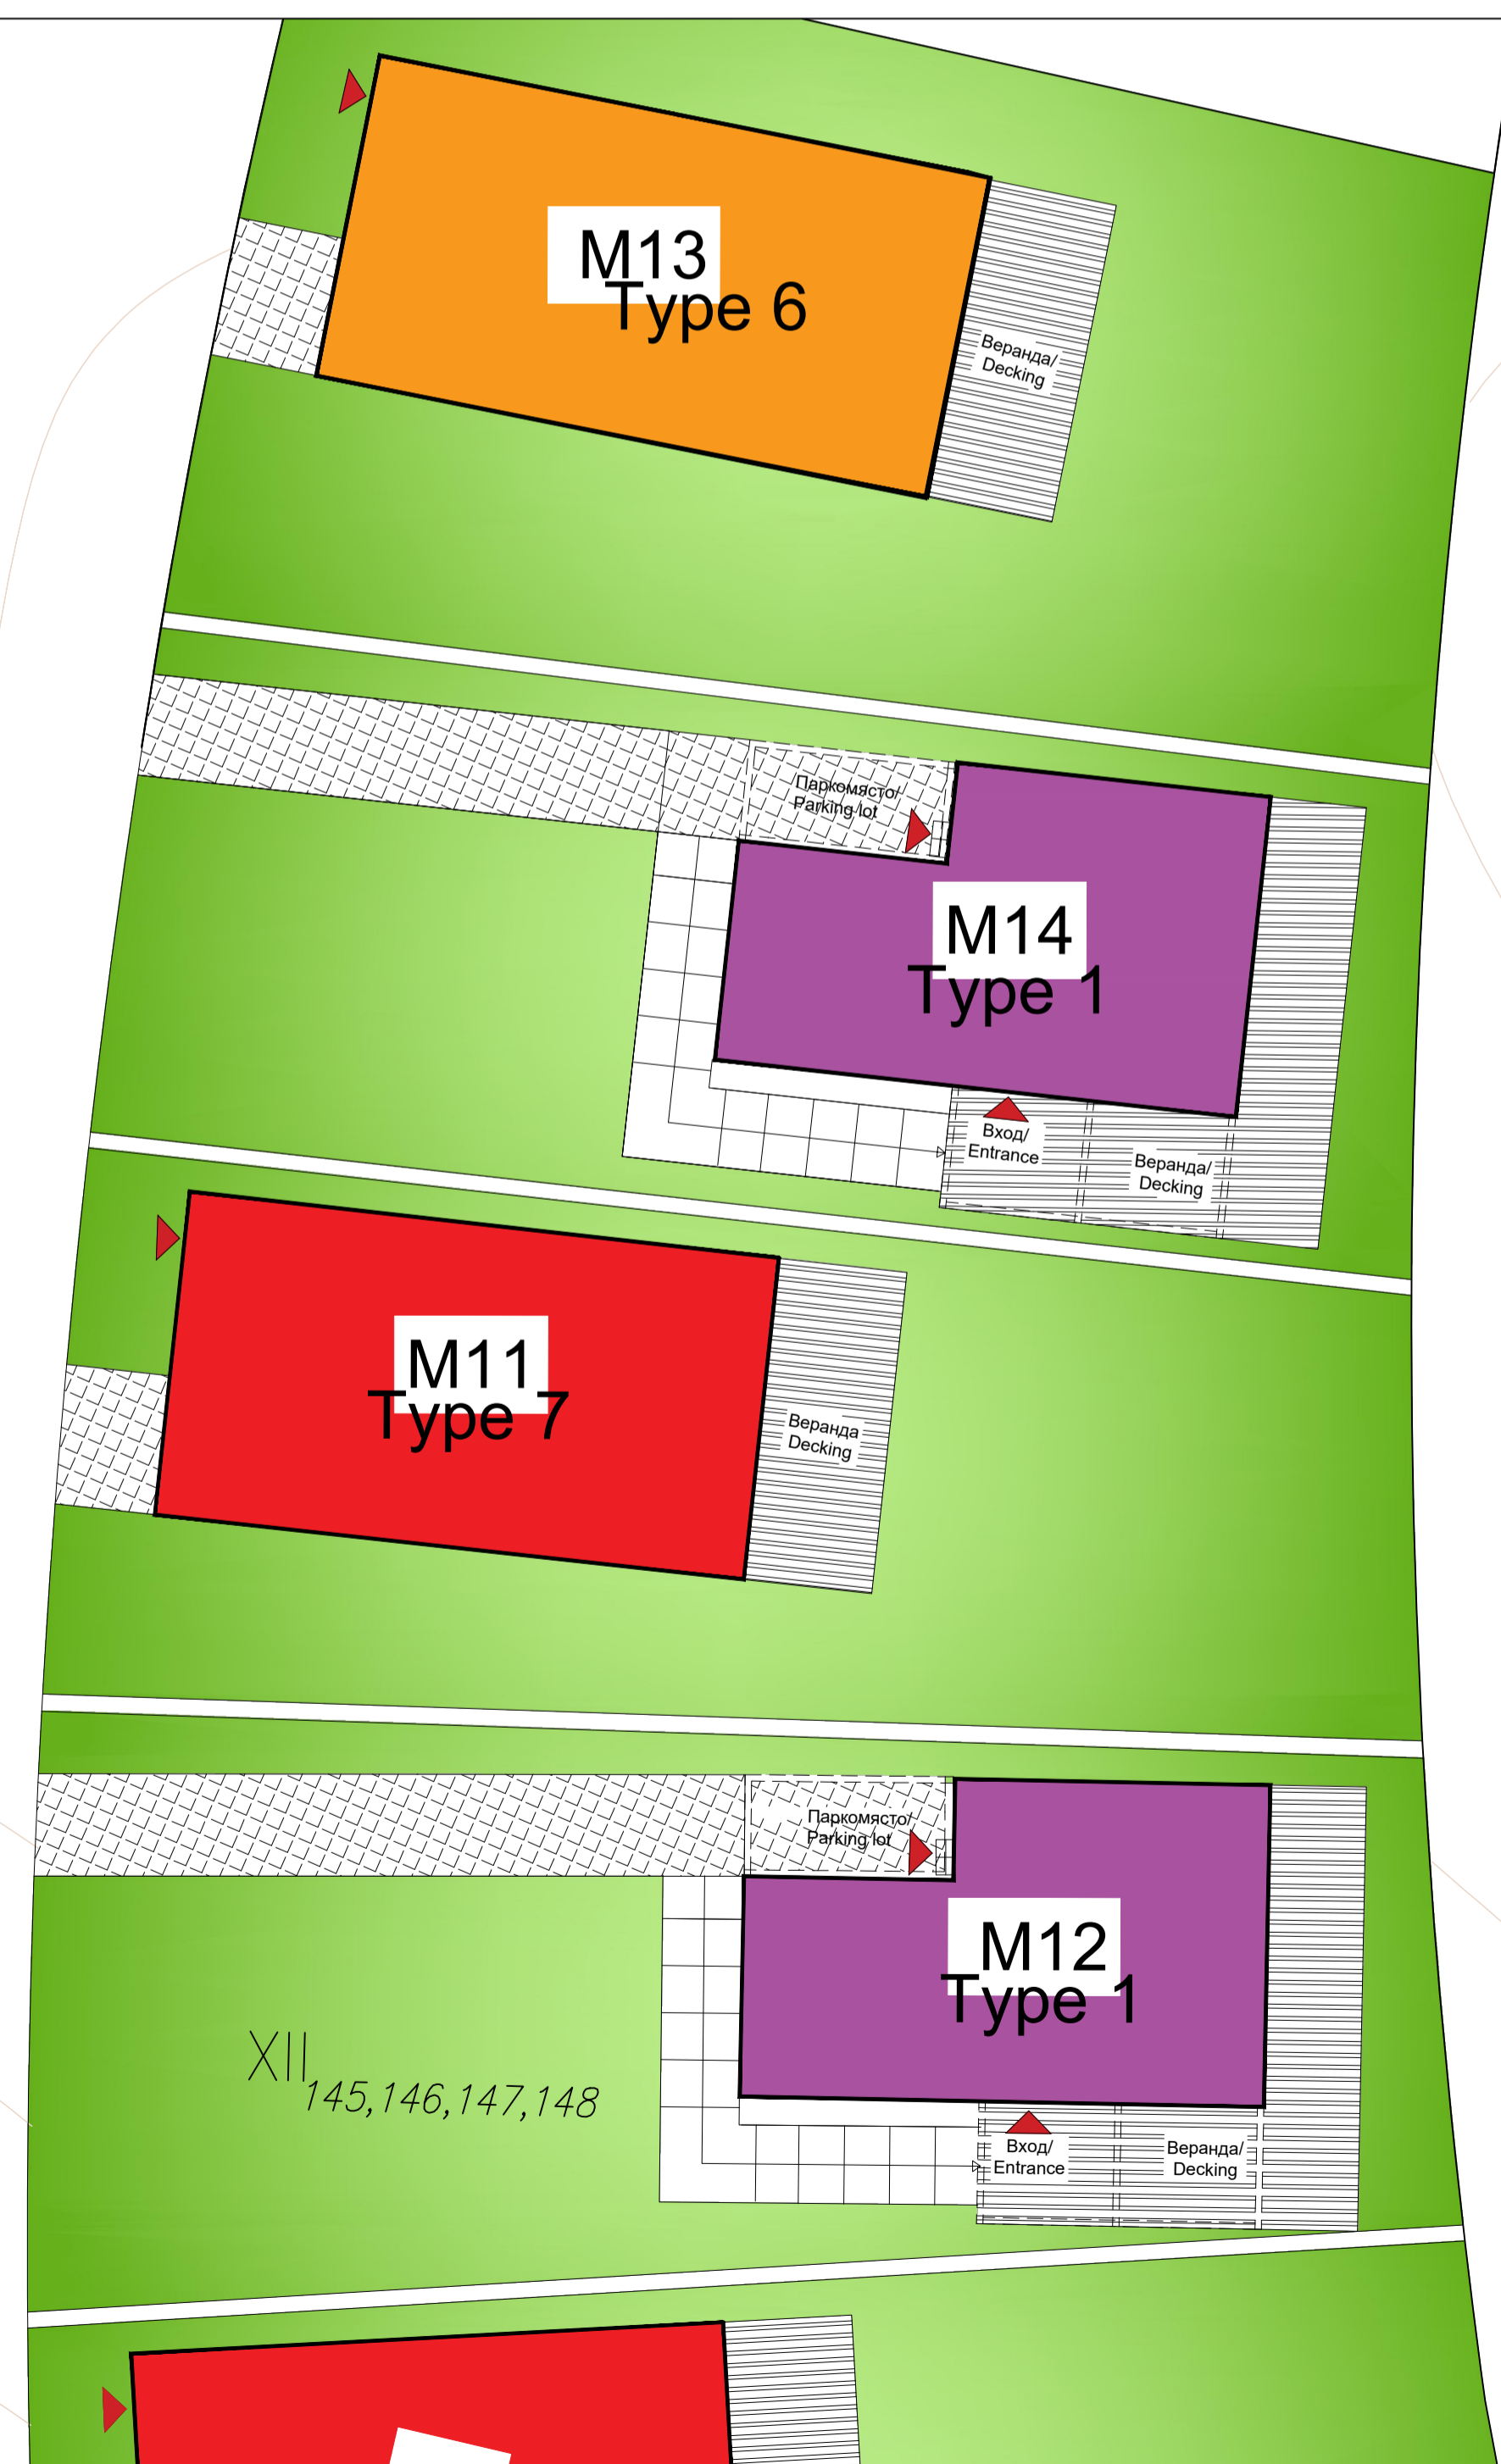 M13
Type 6
Веранда/
Decking
Паркомясто/
Parking lot
M14
Type 1
Вход/
Entrance
Веранда/
Decking
M11
Type 7
Веранда
Decking
Паркомясто/
Parking lot
M12
Type 1
XII
145,146,147,148
Вход/
Entrance
Веранда/
Decking